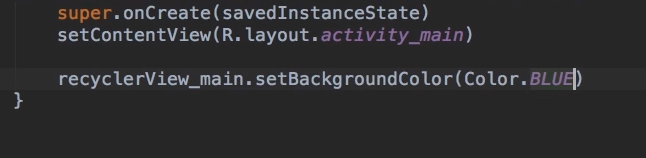 super.onCreate(savedInstanceState)
setContentView(R.layout.activity_main)
recyclerView_main.setBackgroundColor(Color.BLUE)
}